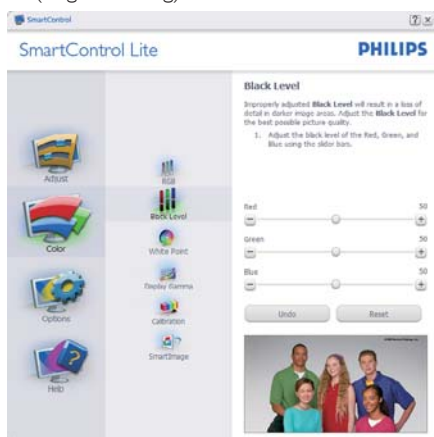 SmartControl
SmartControl Lite
PHILIPS
Black Level
Improperly adjusted Black Level will result in a loss of
detail in darker image areas. Adjust the Black Level for
the best possible picture quality.
1. Adjust the black level of the Red, Green, and
Blue using the slider bars.
Adjust
RGB
Color
Black Level
White Point
Options
Display Gamma
Calibration
SmartImage
Help
Red 50
Green 50
Blue 50
Undo Reset